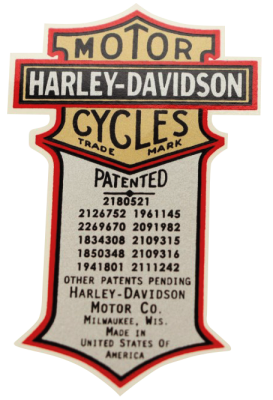 MOTOR
HARLEY-DAVIDSON
CYCLES
TRADE MARK
PATENTED
2180521
2126752 1961145
2269670 2091982
1834308 2109315
1850348 2109316
1941801 2111242
OTHER PATENTS PENDING
HARLEY-DAVIDSON
MOTOR CO.
MILWAUKEE, WIS.
MADE IN
UNITED STATES OF
AMERICA